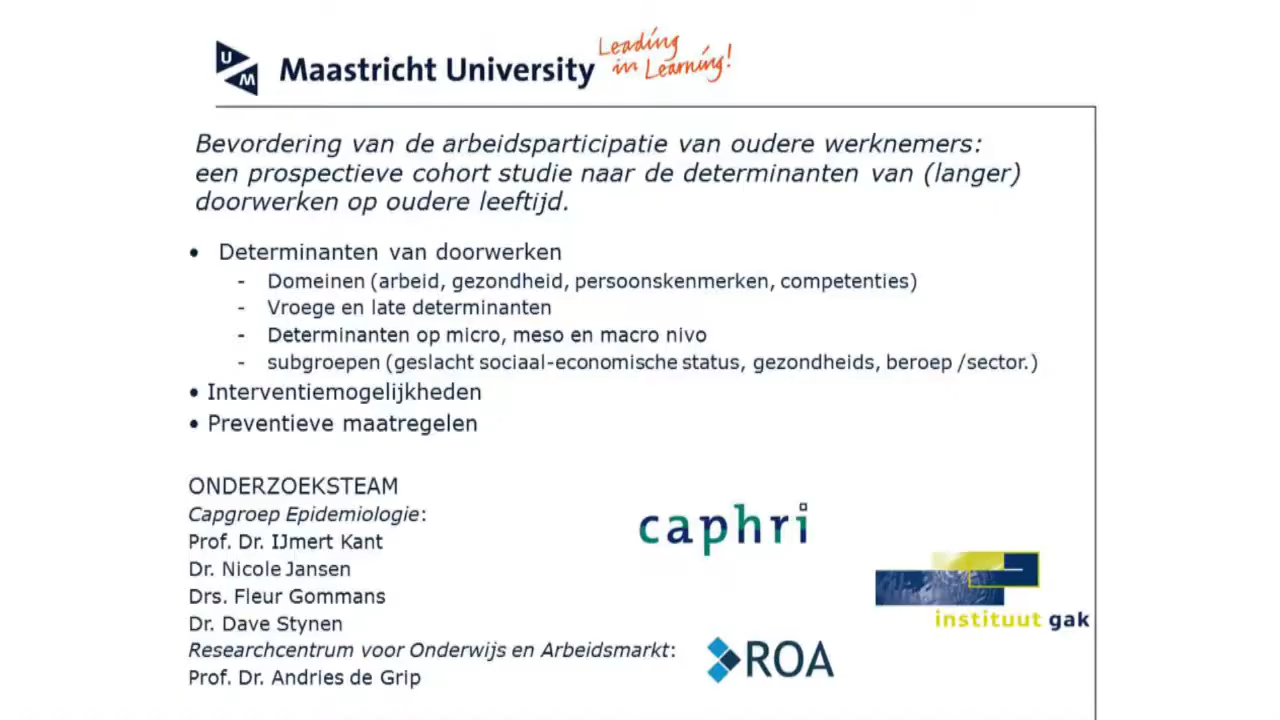 UM Maastricht University Leading in Learning!
Bevordering van de arbeidsparticipatie van oudere werknemers:
een prospectieve cohort studie naar de determinanten van (langer)
doorwerken op oudere leeftijd.
• Determinanten van doorwerken
- Domeinen (arbeid, gezondheid, persoonskenmerken, competenties)
- Vroege en late determinanten
- Determinanten op micro, meso en macro nivo
- subgroepen (geslacht sociaal-economische status, gezondheids, beroep /sector.)
• Interventiemogelijkheden
• Preventieve maatregelen
ONDERZOEKSTEAM
Capgroep Epidemiologie:
Prof. Dr. IJmert Kant
Dr. Nicole Jansen
Drs. Fleur Gommans
Dr. Dave Stynen
Researchcentrum voor Onderwijs en Arbeidsmarkt:
Prof. Dr. Andries de Grip
caphri
instituut gak
ROA